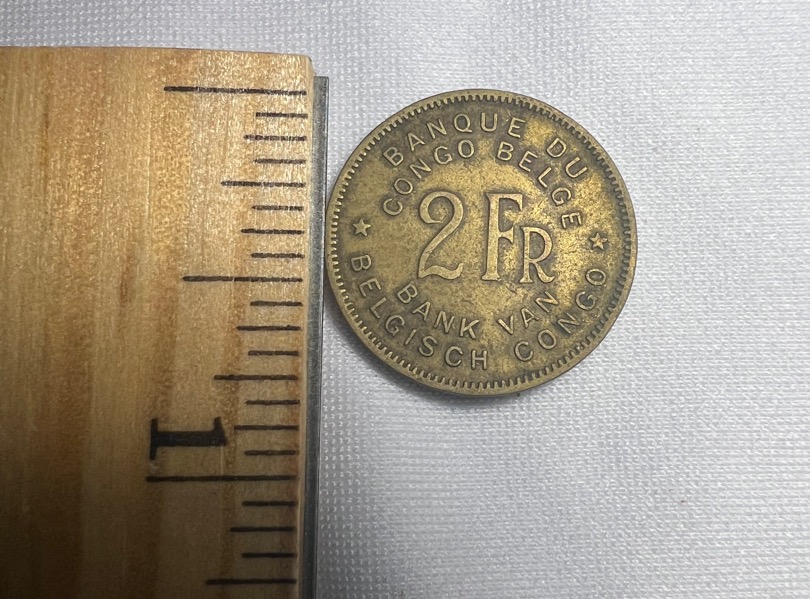 BANQUE DU
CONGO BELGE
2 FR
BANK VAN
BELGISCH CONGO
1